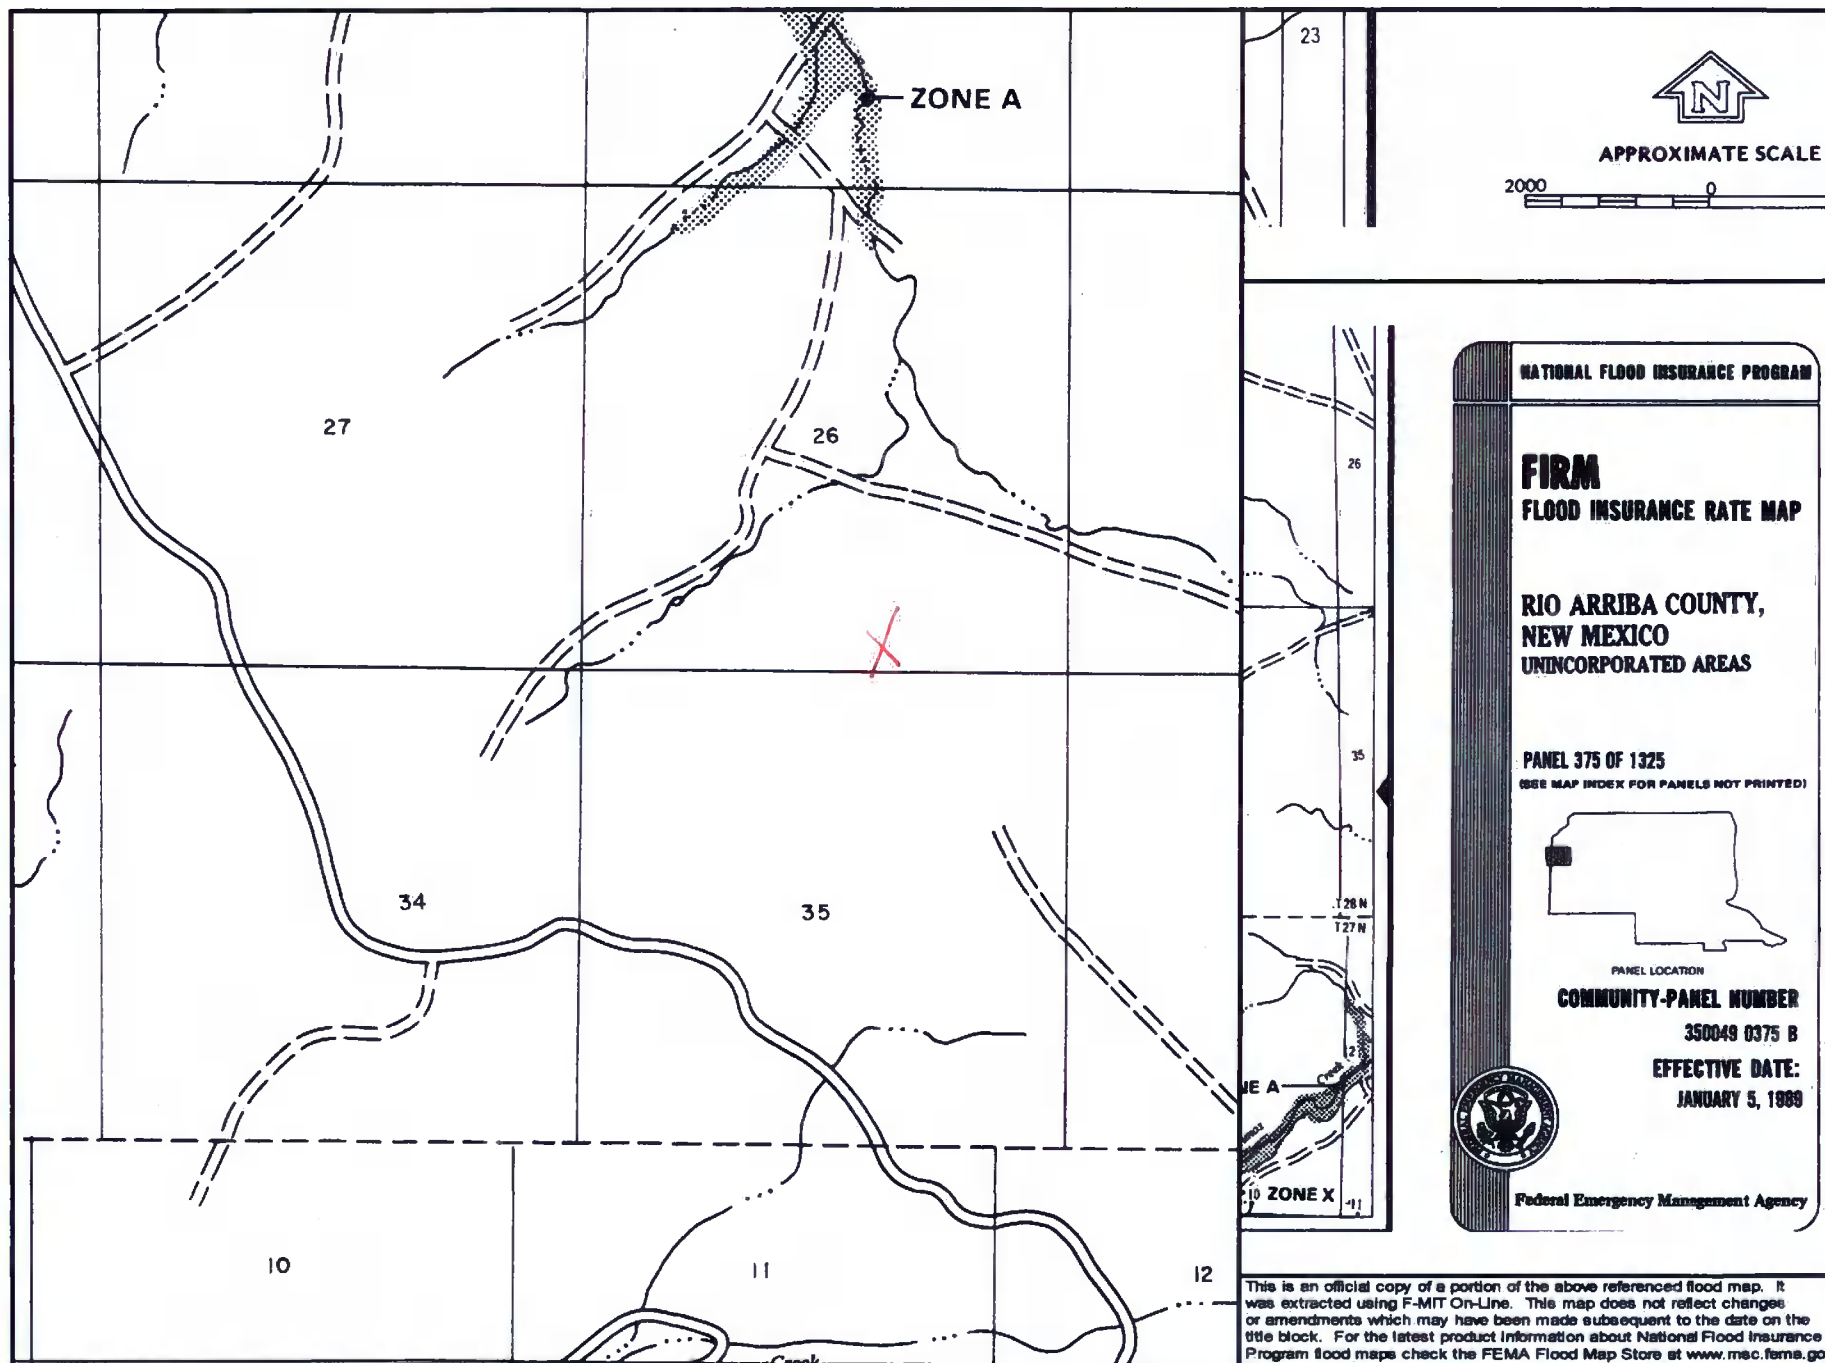 ZONE A
27
26
34
35
10
11
12
Creek
23
N
APPROXIMATE SCALE
2000
0
26
35
T28N
T27N
12
Creek
NE A
10
ZONE X
11
NATIONAL FLOOD INSURANCE PROGRAM
FIRM
FLOOD INSURANCE RATE MAP
RIO ARRIBA COUNTY,
NEW MEXICO
UNINCORPORATED AREAS
PANEL 375 OF 1325
(SEE MAP INDEX FOR PANELS NOT PRINTED)
PANEL LOCATION
COMMUNITY-PANEL NUMBER
350049 0375 B
EFFECTIVE DATE:
JANUARY 5, 1989
Federal Emergency Management Agency
This is an official copy of a portion of the above referenced flood map. It
was extracted using F-MIT On-Line. This map does not reflect changes
or amendments which may have been made subsequent to the date on the
title block. For the latest product information about National Flood Insurance
Program flood maps check the FEMA Flood Map Store at www.msc.fema.go